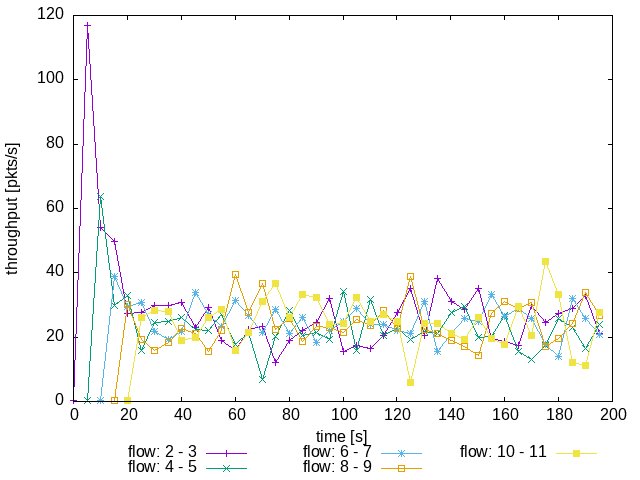 120
100
80
60
40
20
0
throughput [pkts/s]
0 20 40 60 80 100 120 140 160 180 200
time [s]
flow: 2 - 3 flow: 6 - 7 flow: 10 - 11
flow: 4 - 5 flow: 8 - 9